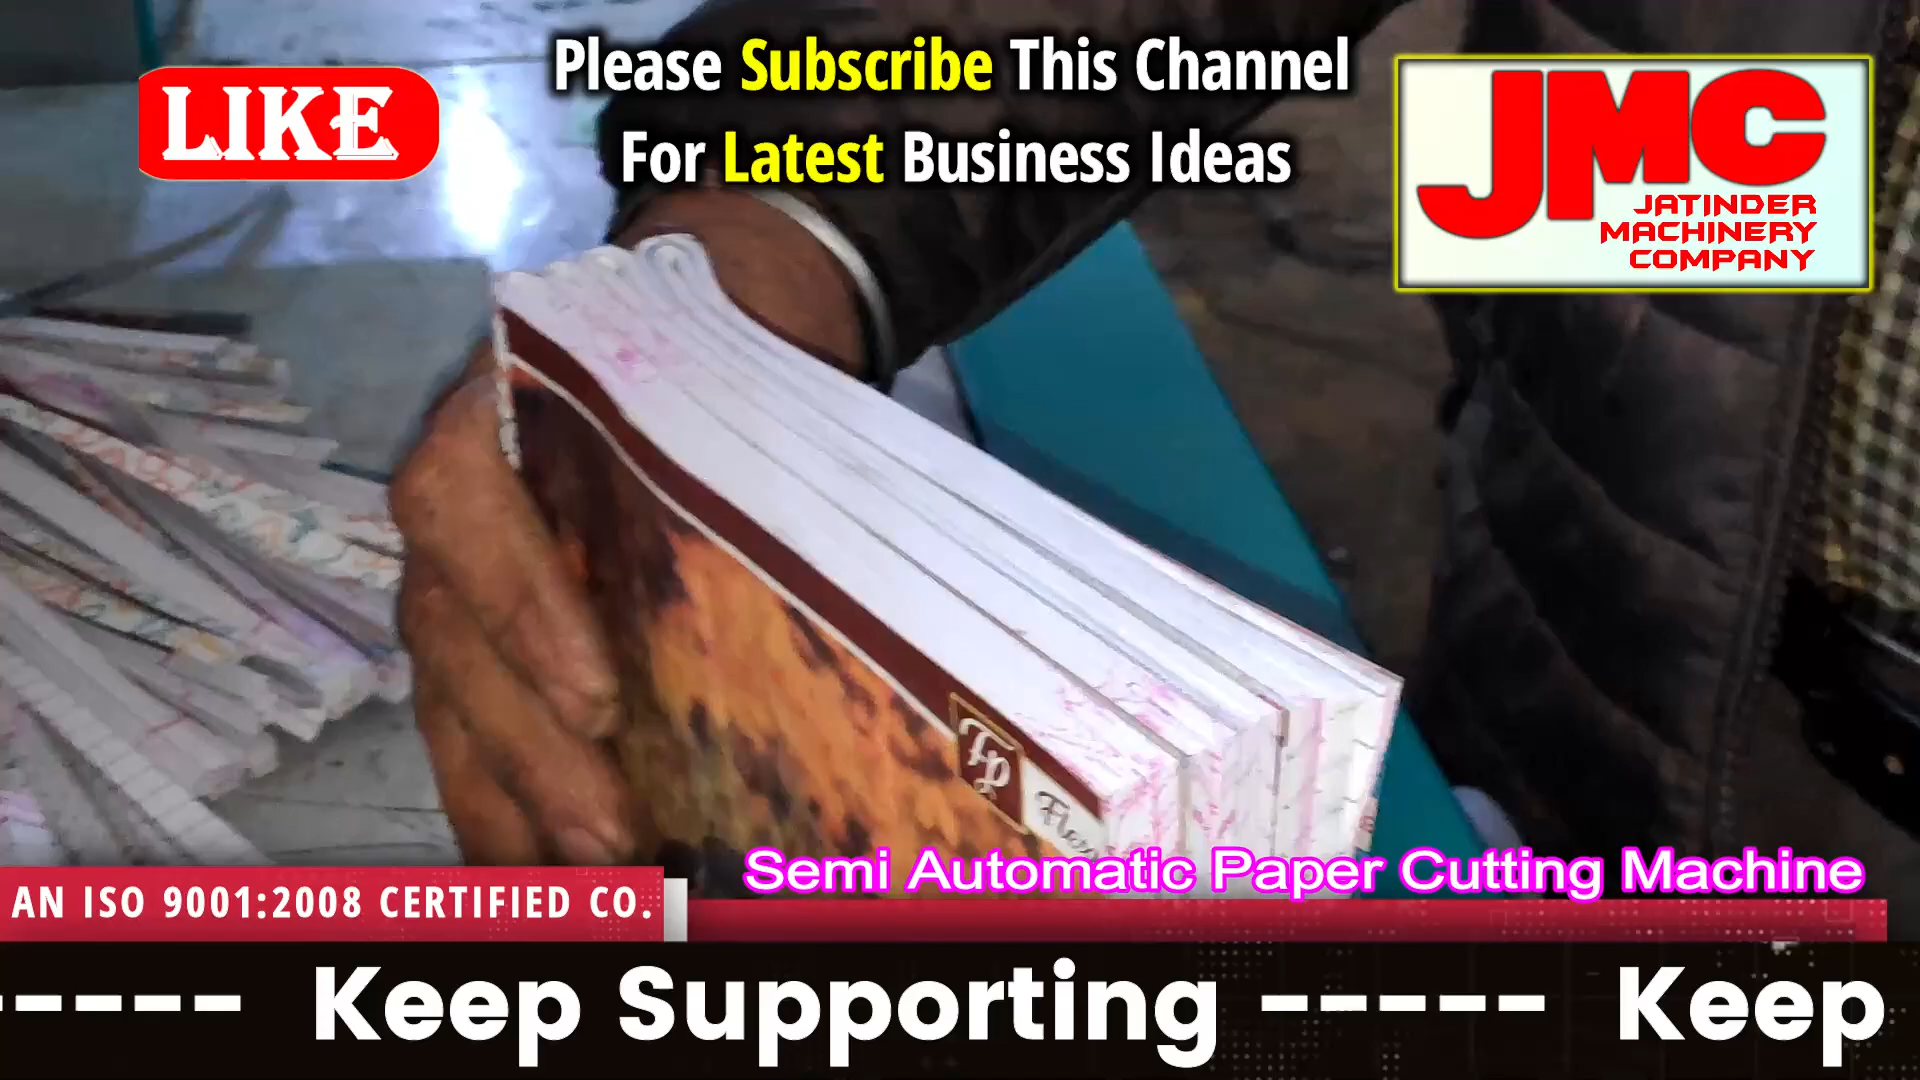 LIKE
Please Subscribe This Channel
For Latest Business Ideas
JMC
JATINDER
MACHINERY
COMPANY
FP
Semi Automatic Paper Cutting Machine
AN ISO 9001:2008 CERTIFIED CO.
----- Keep Supporting ----- Keep